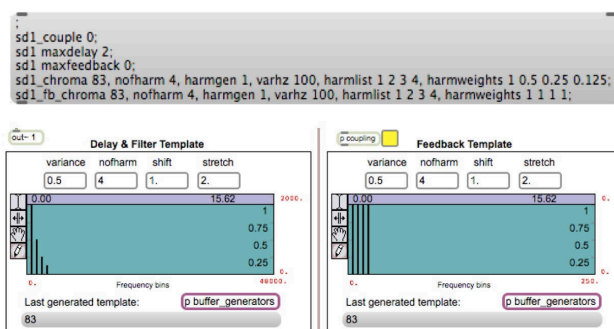 ;
sd1_couple 0;
sd1 maxdelay 2;
sd1 maxfeedback 0;
sd1_chroma 83, nofharm 4, harmgen 1, varhz 100, harmlist 1 2 3 4, harmweights 1 0.5 0.25 0.125;
sd1_fb_chroma 83, nofharm 4, harmgen 1, varhz 100, harmlist 1 2 3 4, harmweights 1 1 1 1;
out~ 1
Delay & Filter Template
variance nofharm shift stretch
0.5 4 1. 2.
0.00 15.62 2000.
1
0.75
0.5
0.25
0.
0. Frequency bins 48000.
Last generated template: p buffer_generators
83
p coupling
Feedback Template
variance nofharm shift stretch
0.5 4 1. 2.
0.00 15.62 0.
1
0.75
0.5
0.25
0.
0. Frequency bins 250.
Last generated template: p buffer_generators
83